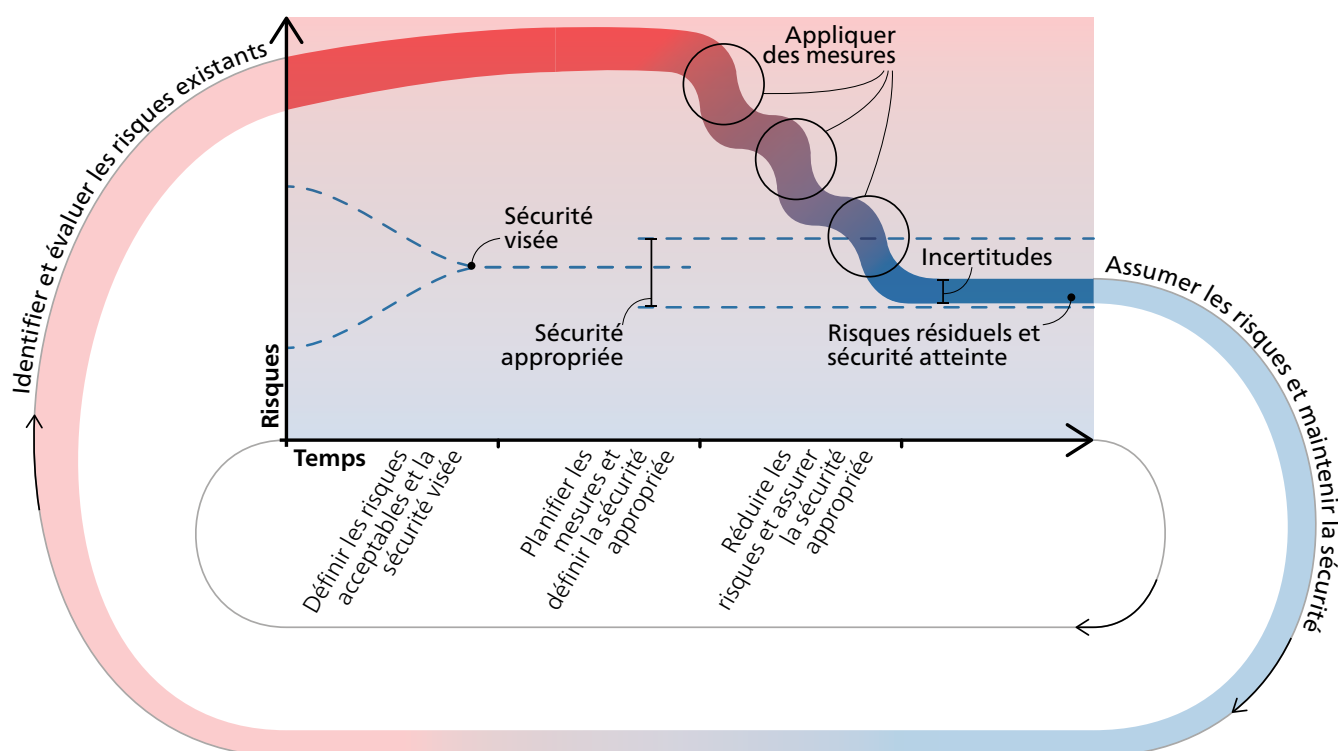 Identifier et évaluer les risques existants
Appliquer
des mesures
Sécurité
visée
Incertitudes
Sécurité
appropriée
Risques résiduels et
sécurité atteinte
Assumer les risques et maintenir la sécurité
Risques
Temps
Définir les risques
acceptables et la
sécurité visée
Planifier les
mesures et
définir la sécurité
appropriée
Réduire les
risques et assurer
la sécurité
appropriée